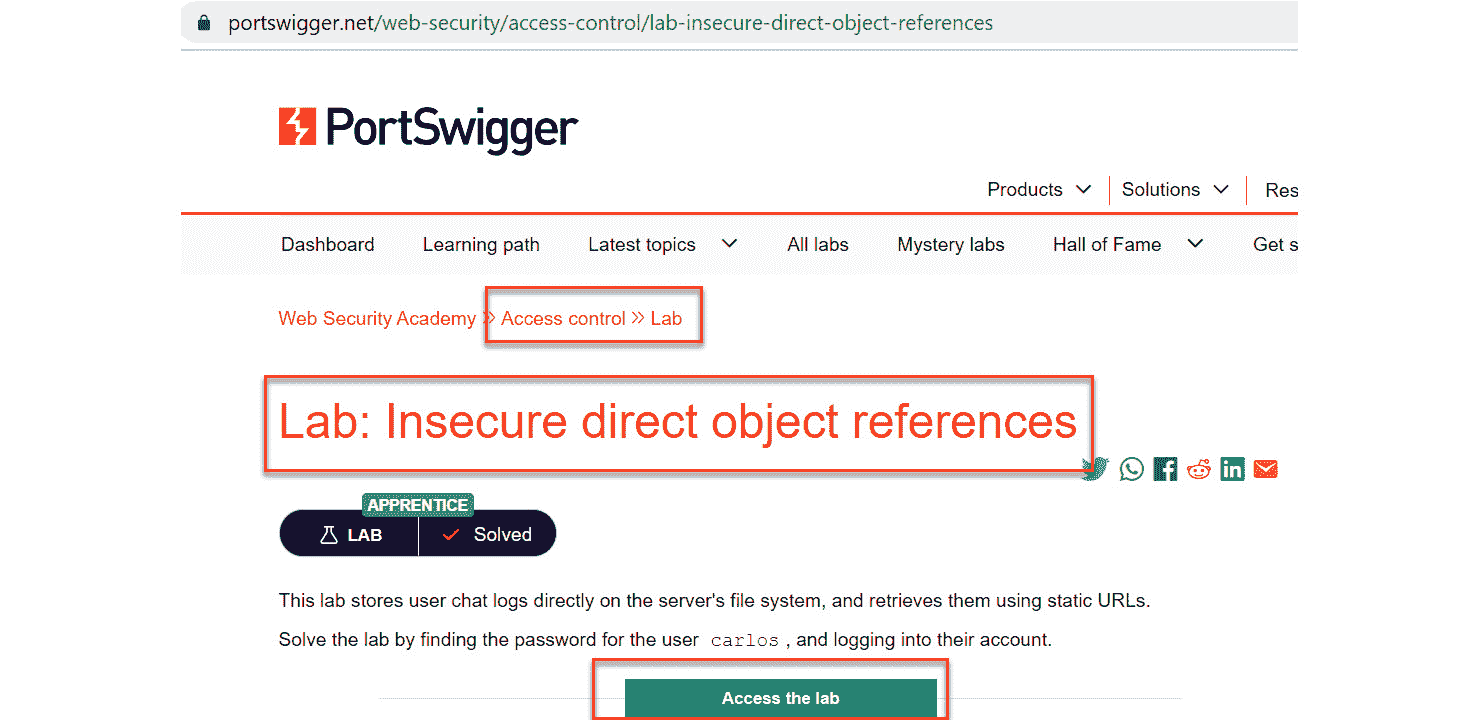 portswigger.net/web-security/access-control/lab-insecure-direct-object-references
PortSwigger
Products Solutions Res
Dashboard Learning path Latest topics All labs Mystery labs Hall of Fame Get s
Web Security Academy » Access control » Lab
Lab: Insecure direct object references
APPRENTICE
LAB Solved
This lab stores user chat logs directly on the server's file system, and retrieves them using static URLs.
Solve the lab by finding the password for the user carlos , and logging into their account.
Access the lab